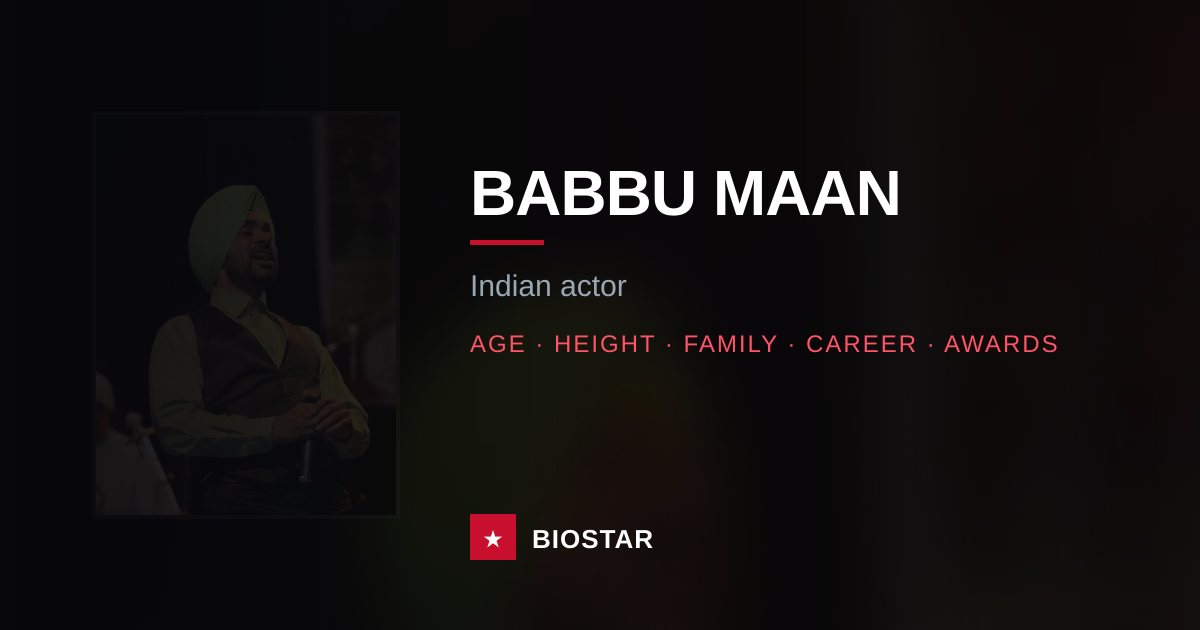 BABBU MAAN
Indian actor
AGE · HEIGHT · FAMILY · CAREER · AWARDS
BIOSTAR